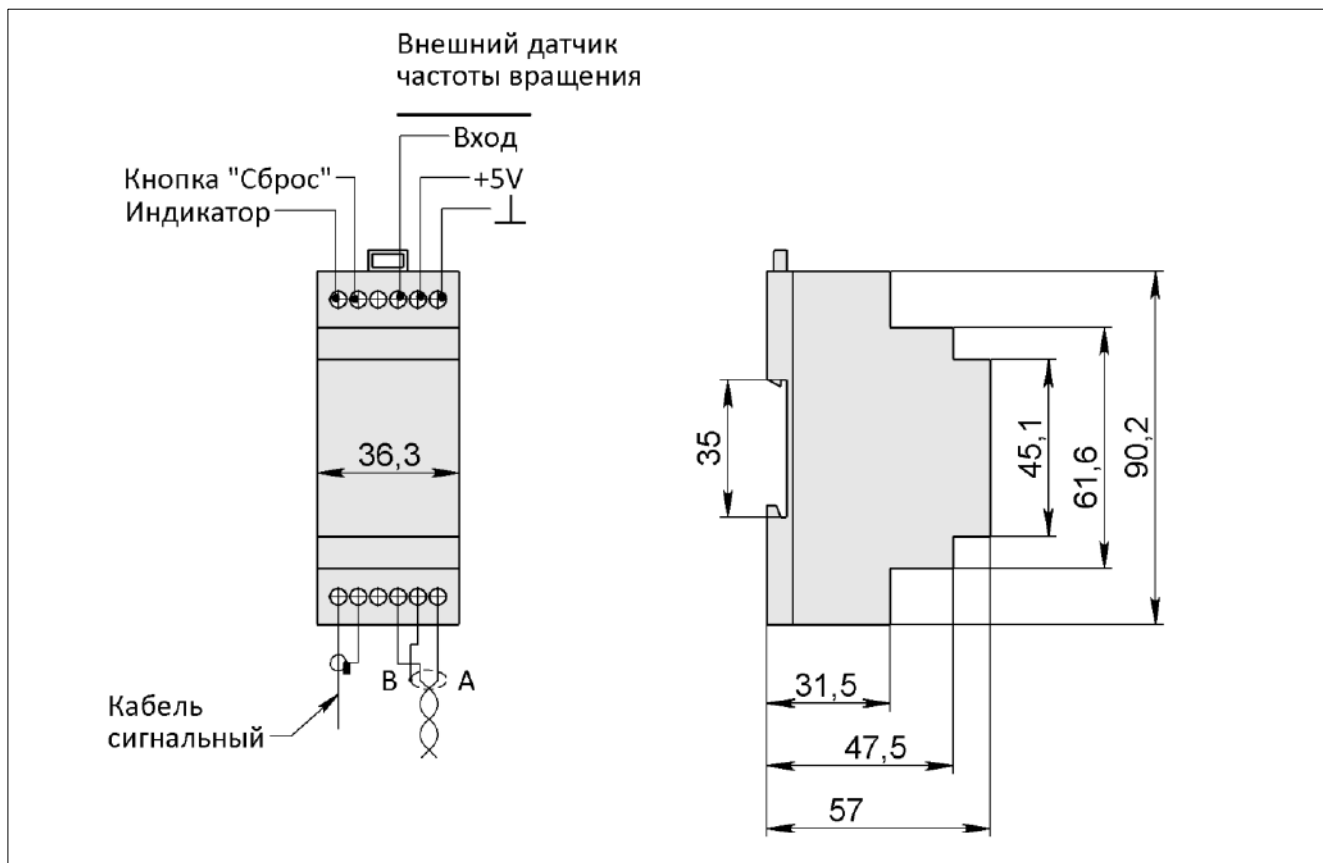 Внешний датчик
частоты вращения
Вход
Кнопка "Сброс"
+5V
Индикатор
36,3
35
45,1
61,6
90,2
B
A
Кабель
сигнальный
31,5
47,5
57